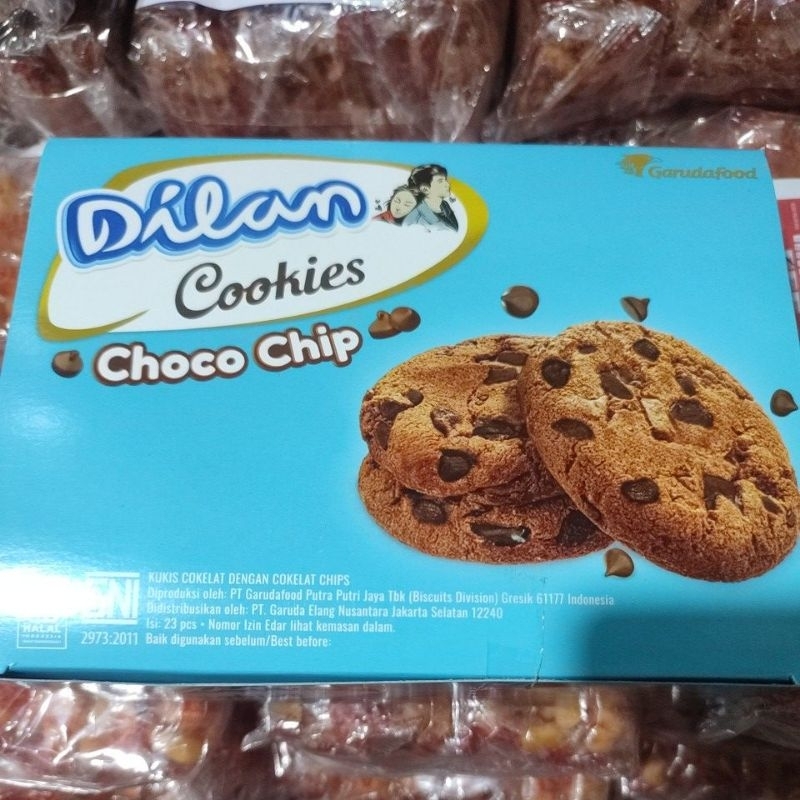 Garudafood
Dilan
Cookies
Choco Chip
KUKIS COKELAT DENGAN COKELAT CHIPS
Diproduksi oleh: PT Garudafood Putra Putri Jaya Tbk (Biscuits Division) Gresik 61177 Indonesia
Didistribusikan oleh: PT. Garuda Elang Nusantara Jakarta Selatan 12240
Isi: 23 pcs • Nomor Izin Edar lihat kemasan dalam.
Baik digunakan sebelum/Best before:
SNI
2973:2011
HALAL
INDONESIA